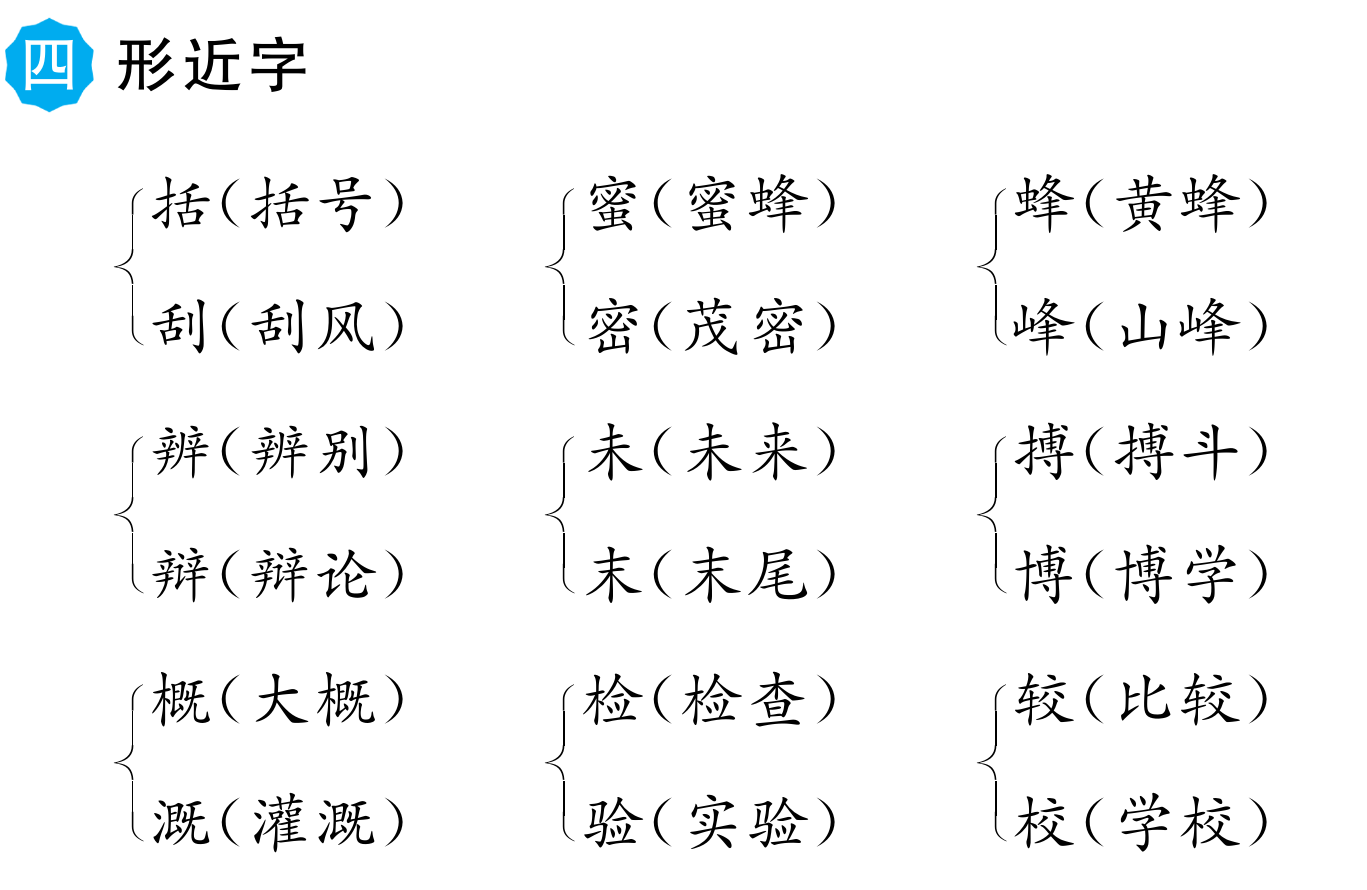 四 形近字
括(括号) 蜜(蜜蜂) 蜂(黄蜂)
刮(刮风) 密(茂密) 峰(山峰)
辨(辨别) 未(未来) 搏(搏斗)
辩(辩论) 末(末尾) 博(博学)
概(大概) 检(检查) 较(比较)
溉(灌溉) 验(实验) 校(学校)